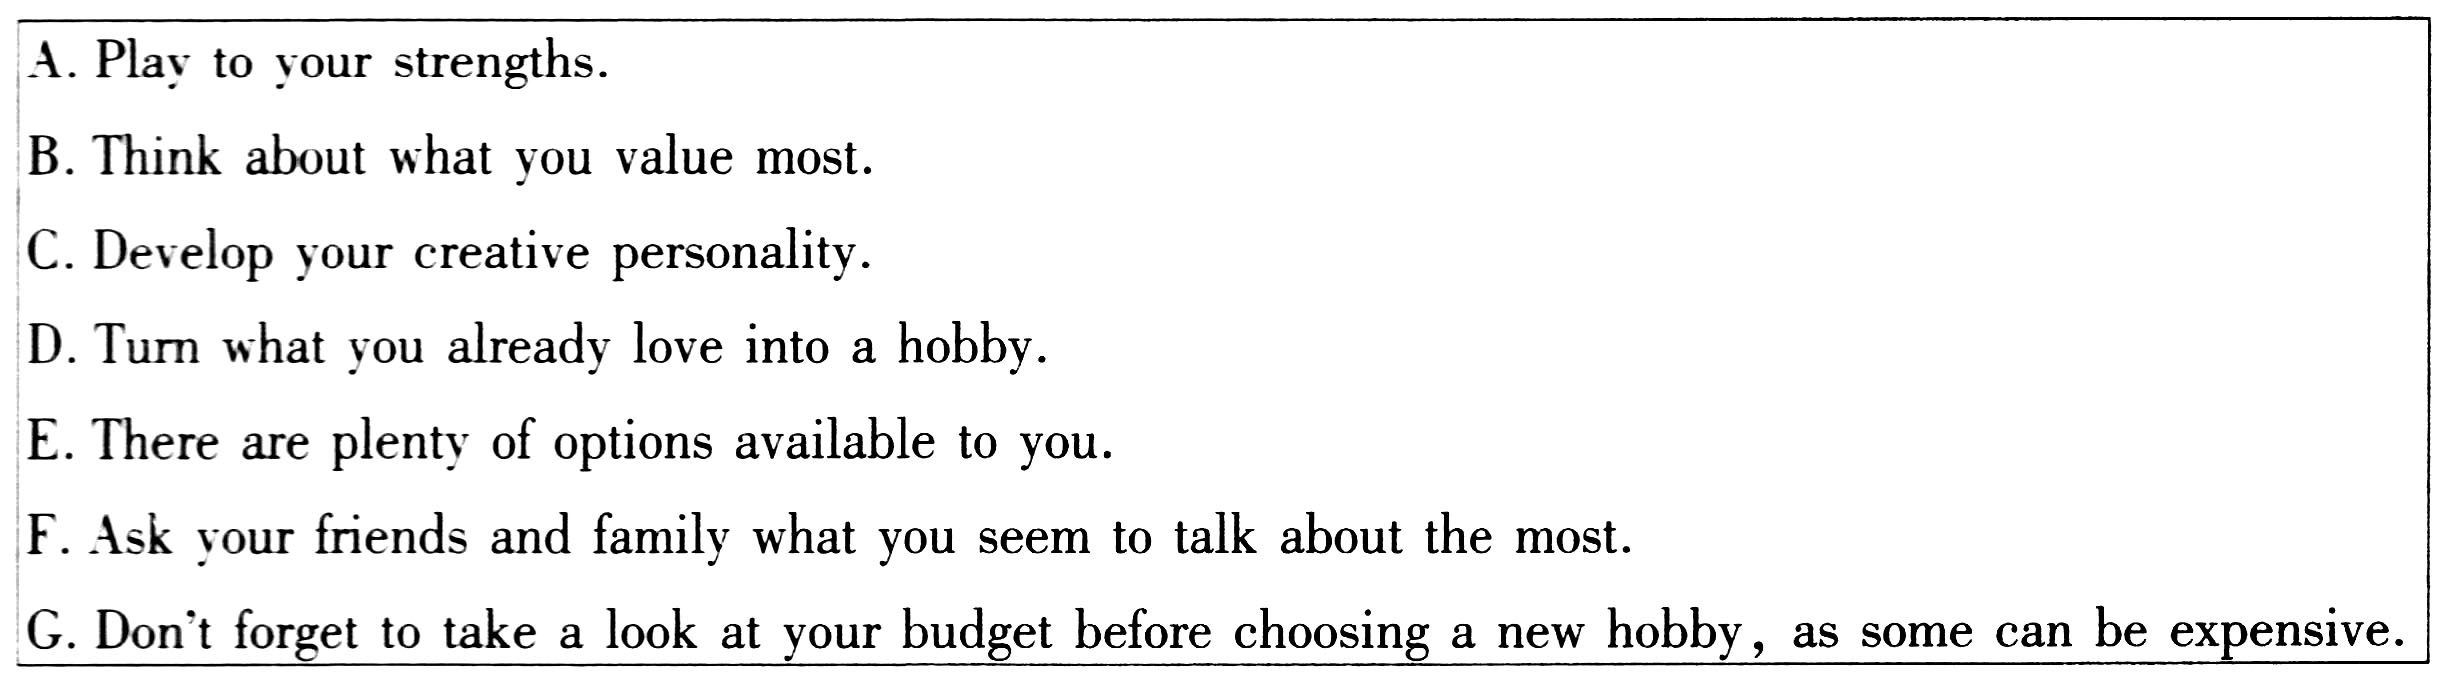 A. Play to your strengths.
B. Think about what you value most.
C. Develop your creative personality.
D. Turn what you already love into a hobby.
E. There are plenty of options available to you.
F. Ask your friends and family what you seem to talk about the most.
G. Don't forget to take a look at your budget before choosing a new hobby, as some can be expensive.